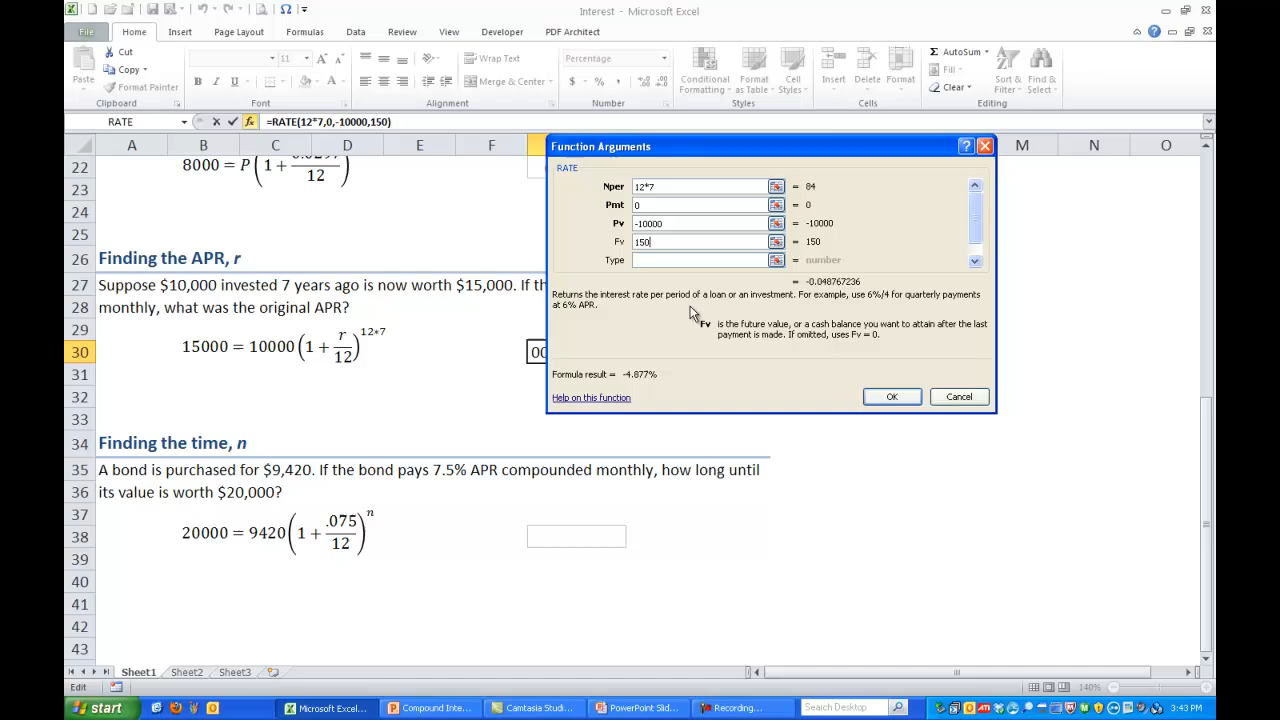 Interest - Microsoft Excel
File Home Insert Page Layout Formulas Data Review View Developer PDF Architect
Paste
Cut
Copy
Format Painter
Clipboard
11
B I U
Font
Wrap Text
Merge & Center
Alignment
Percentage
$ % ,
Number
Conditional Formatting
Format as Table
Cell Styles
Styles
Insert Delete Format
Cells
AutoSum
Fill
Clear
Sort & Filter
Find & Select
Editing
RATE
=RATE(12*7,0,-10000,150)
A B C D E F M N O
22
23
24
25
26
27
28
29
30
31
32
33
34
35
36
37
38
39
40
41
42
43
8000 = P(1 + 0.0297/12)
Finding the APR, r
Suppose $10,000 invested 7 years ago is now worth $15,000. If th
monthly, what was the original APR?
15000 = 10000(1 + r/12)^12*7
00
Finding the time, n
A bond is purchased for $9,420. If the bond pays 7.5% APR compounded monthly, how long until
its value is worth $20,000?
20000 = 9420(1 + .075/12)^n
Function Arguments
RATE
Nper 12*7 = 84
Pmt 0 = 0
Pv -10000 = -10000
Fv 150 = 150
Type = number
= -0.048767236
Returns the interest rate per period of a loan or an investment. For example, use 6%/4 for quarterly payments
at 6% APR.
Fv is the future value, or a cash balance you want to attain after the last
payment is made. If omitted, uses Fv = 0.
Formula result = -4.877%
Help on this function
OK
Cancel
Sheet1 Sheet2 Sheet3
Edit
140%
start
Microsoft Excel...
Compound Inte...
Camtasia Studi...
PowerPoint Slid...
Recording...
Search Desktop
3:43 PM